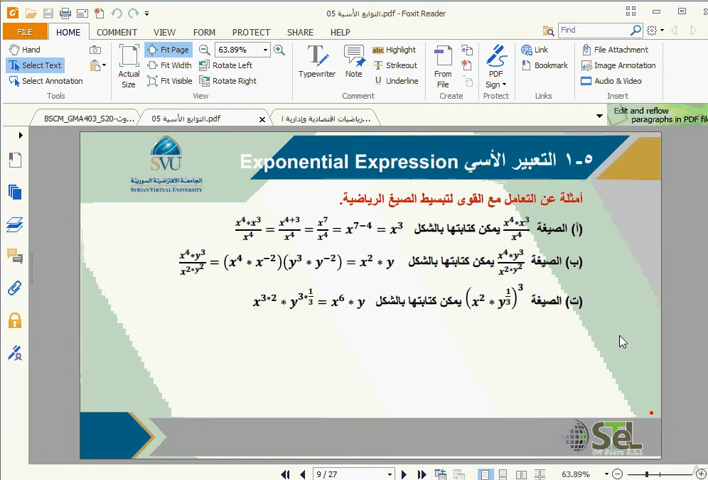 التوابع الأسية 05.pdf - Foxit Reader
FILE HOME COMMENT VIEW FORM PROTECT SHARE HELP Find
Hand
Select Text
Select Annotation
Tools
Actual Size
Fit Page
Fit Width
Fit Visible
63.89%
Rotate Left
Rotate Right
View
Typewriter
Note
Highlight
Strikeout
Underline
Comment
From File
Create
PDF Sign
Protect
Link
Bookmark
Links
File Attachment
Image Annotation
Audio & Video
Insert
التوابع الأسية 05.pdf
Edit and reflow
paragraphs in PDF file
SVU
الجامعة الافتراضية السورية
SYRIAN VIRTUAL UNIVERSITY
٥-١ التعبير الأسي Exponential Expression
أمثلة عن التعامل مع القوى لتبسيط الصيغ الرياضية.
(أ) الصيغة x⁴*x³/x⁴ يمكن كتابتها بالشكل x⁴*x³/x⁴ = x⁴⁺³/x⁴ = x⁷/x⁴ = x⁷⁻⁴ = x³
(ب) الصيغة x⁴*y³/x²*y² يمكن كتابتها بالشكل x⁴*y³/x²*y² = (x⁴ * x⁻²)(y³ * y⁻²) = x² * y
(ت) الصيغة (x² * y^(1/3))³ يمكن كتابتها بالشكل x^(3*2) * y^(3*1/3) = x⁶ * y
STeL
9 / 27
63.89%